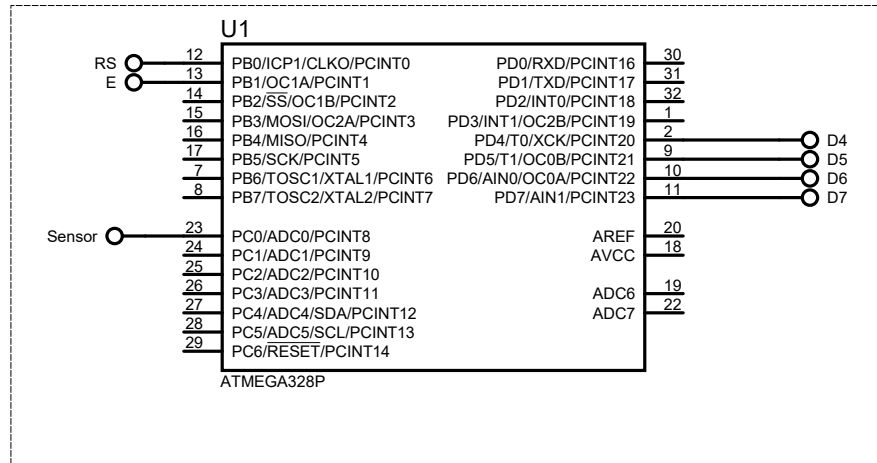 U1
RS 12 PB0/ICP1/CLKO/PCINT0 PD0/RXD/PCINT16 30
E 13 PB1/OC1A/PCINT1 PD1/TXD/PCINT17 31
14 PB2/SS/OC1B/PCINT2 PD2/INT0/PCINT18 32
15 PB3/MOSI/OC2A/PCINT3 PD3/INT1/OC2B/PCINT19 1
16 PB4/MISO/PCINT4 PD4/T0/XCK/PCINT20 2 D4
17 PB5/SCK/PCINT5 PD5/T1/OC0B/PCINT21 9 D5
7 PB6/TOSC1/XTAL1/PCINT6 PD6/AIN0/OC0A/PCINT22 10 D6
8 PB7/TOSC2/XTAL2/PCINT7 PD7/AIN1/PCINT23 11 D7
Sensor 23 PC0/ADC0/PCINT8 AREF 20
24 PC1/ADC1/PCINT9 AVCC 18
25 PC2/ADC2/PCINT10
26 PC3/ADC3/PCINT11 ADC6 19
27 PC4/ADC4/SDA/PCINT12 ADC7 22
28 PC5/ADC5/SCL/PCINT13
29 PC6/RESET/PCINT14
ATMEGA328P